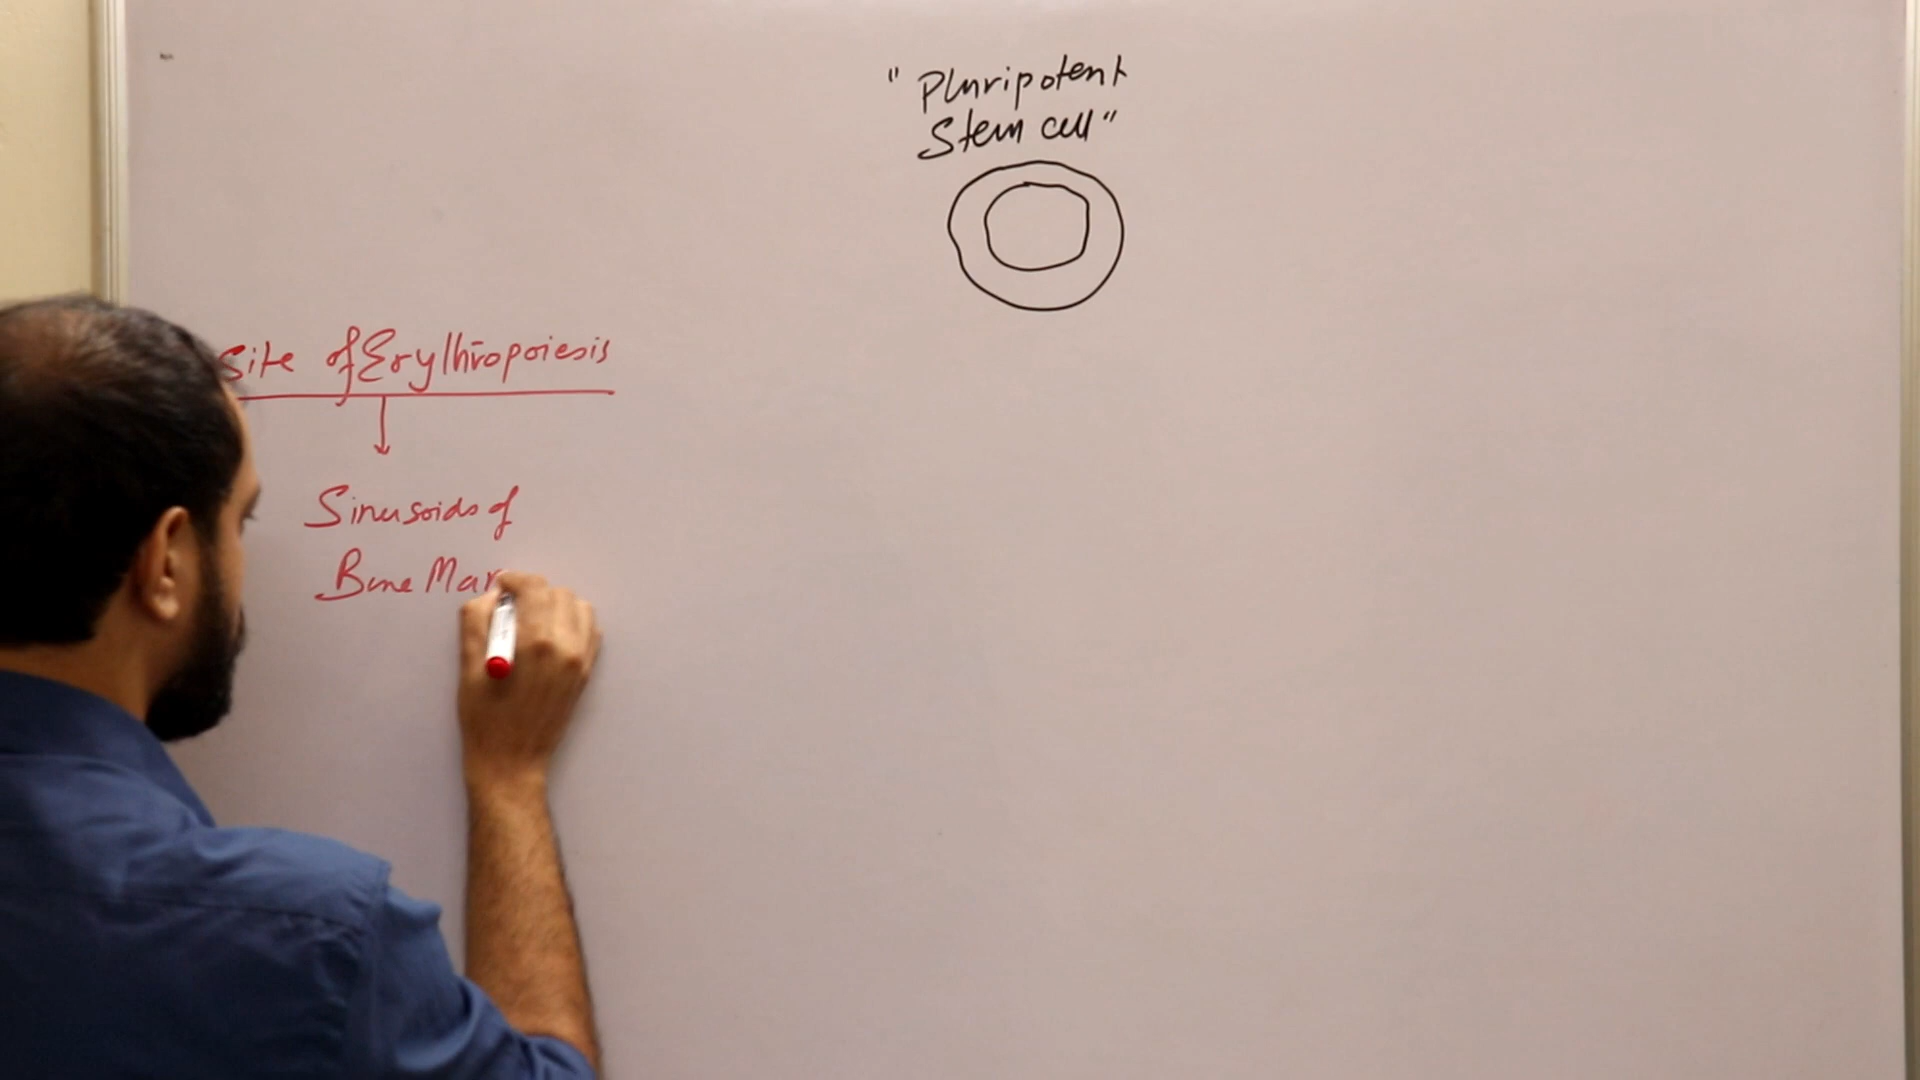 "Pluripotent
Stem cell"
Site of Erythropoiesis
Sinusoids of
Bone Mar